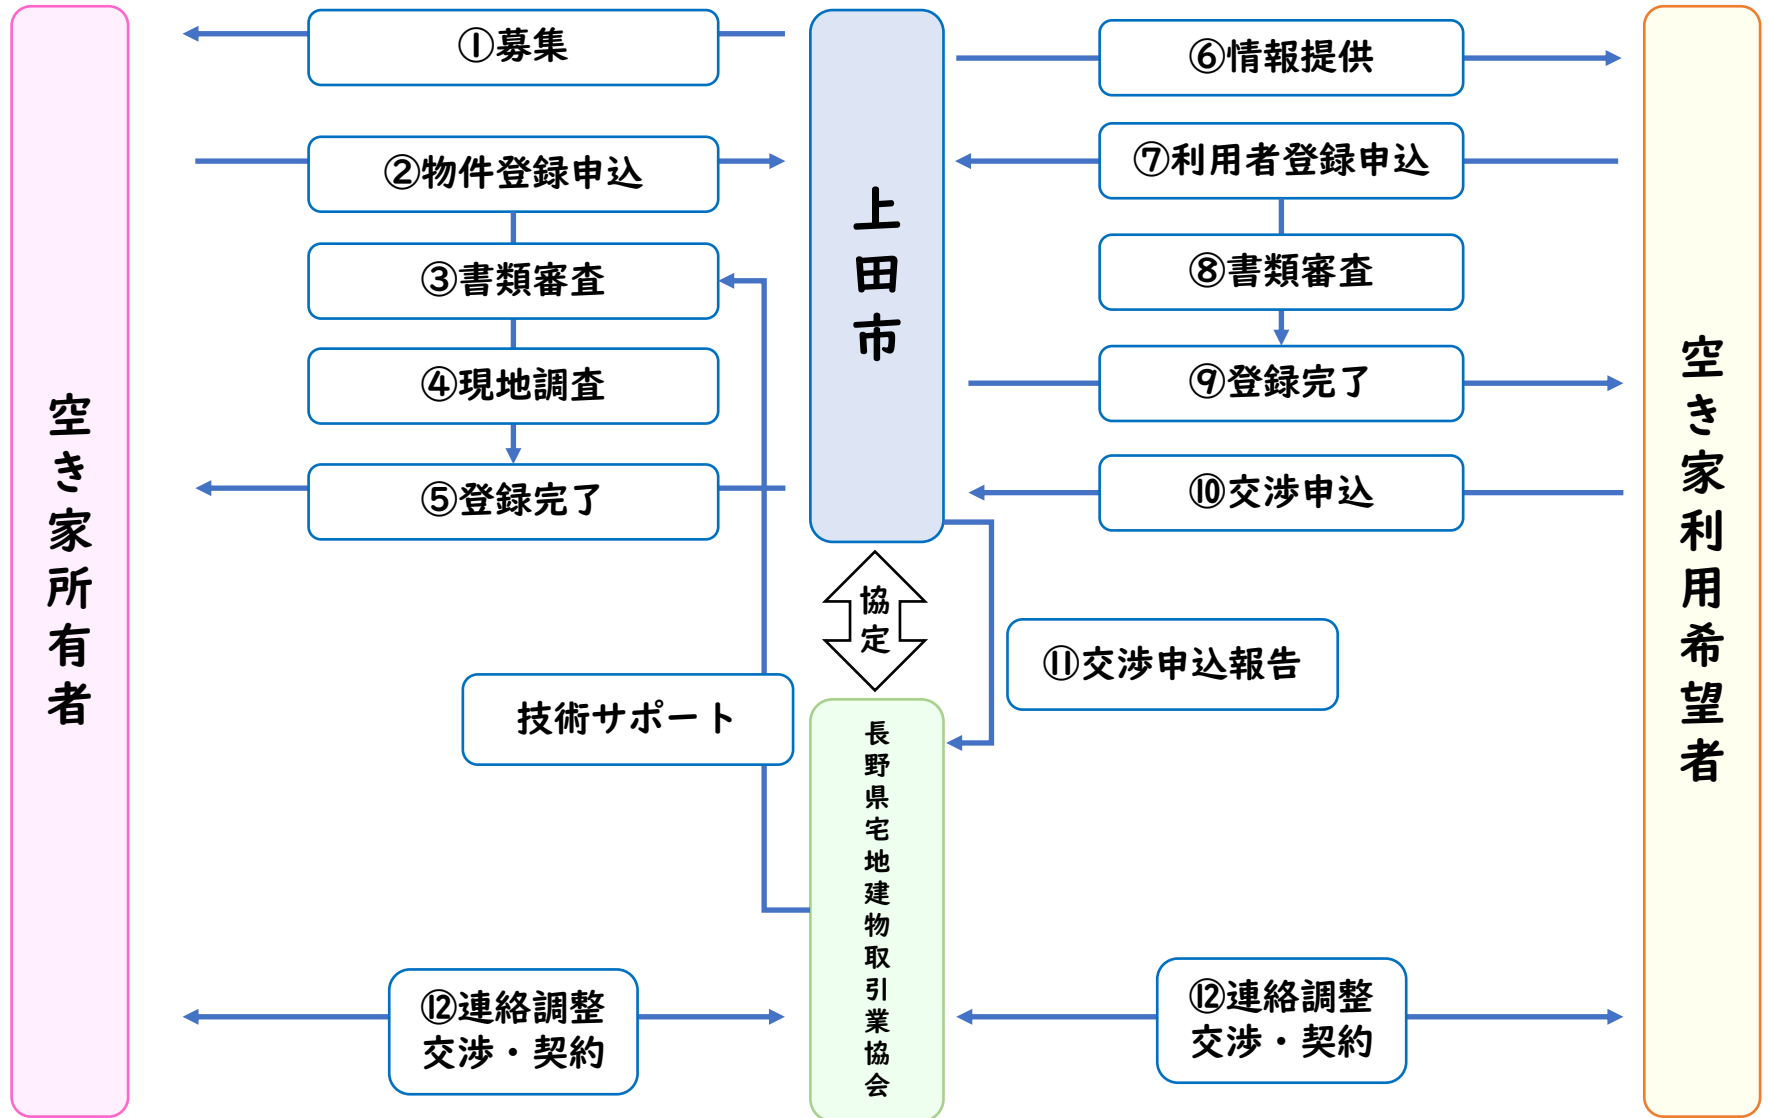 空き家所有者
①募集
②物件登録申込
③書類審査
④現地調査
⑤登録完了
技術サポート
⑫連絡調整
交渉・契約
上田市
協定
長野県宅地建物取引業協会
⑥情報提供
⑦利用者登録申込
⑧書類審査
⑨登録完了
⑩交渉申込
⑪交渉申込報告
⑫連絡調整
交渉・契約
空き家利用希望者